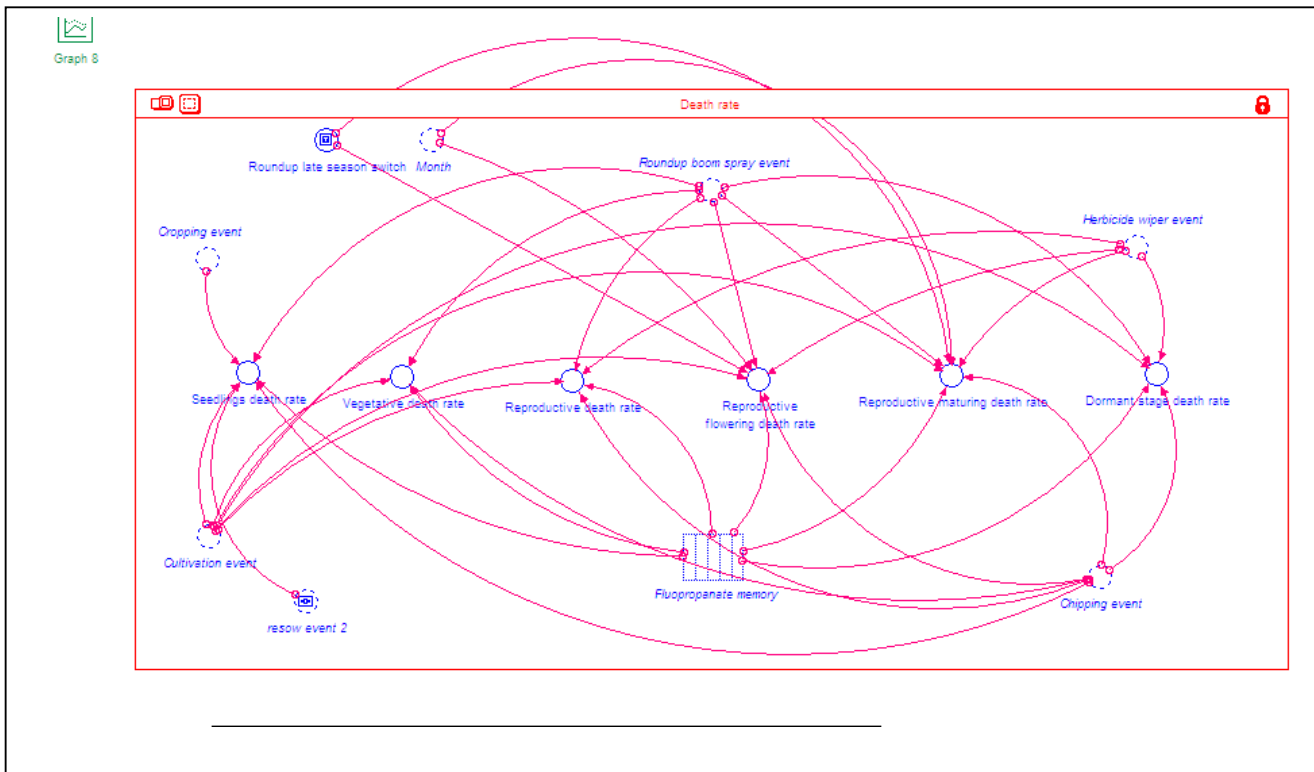 Graph 8
Death rate
Roundup late season switch
Month
Roundup boom spray event
Cropping event
Herbicide wiper event
Seedlings death rate
Vegetative death rate
Reproductive death rate
Reproductive
flowering death rate
Reproductive maturing death rate
Dormant stage death rate
Cultivation event
Fluopropanate memory
Chipping event
resow event 2